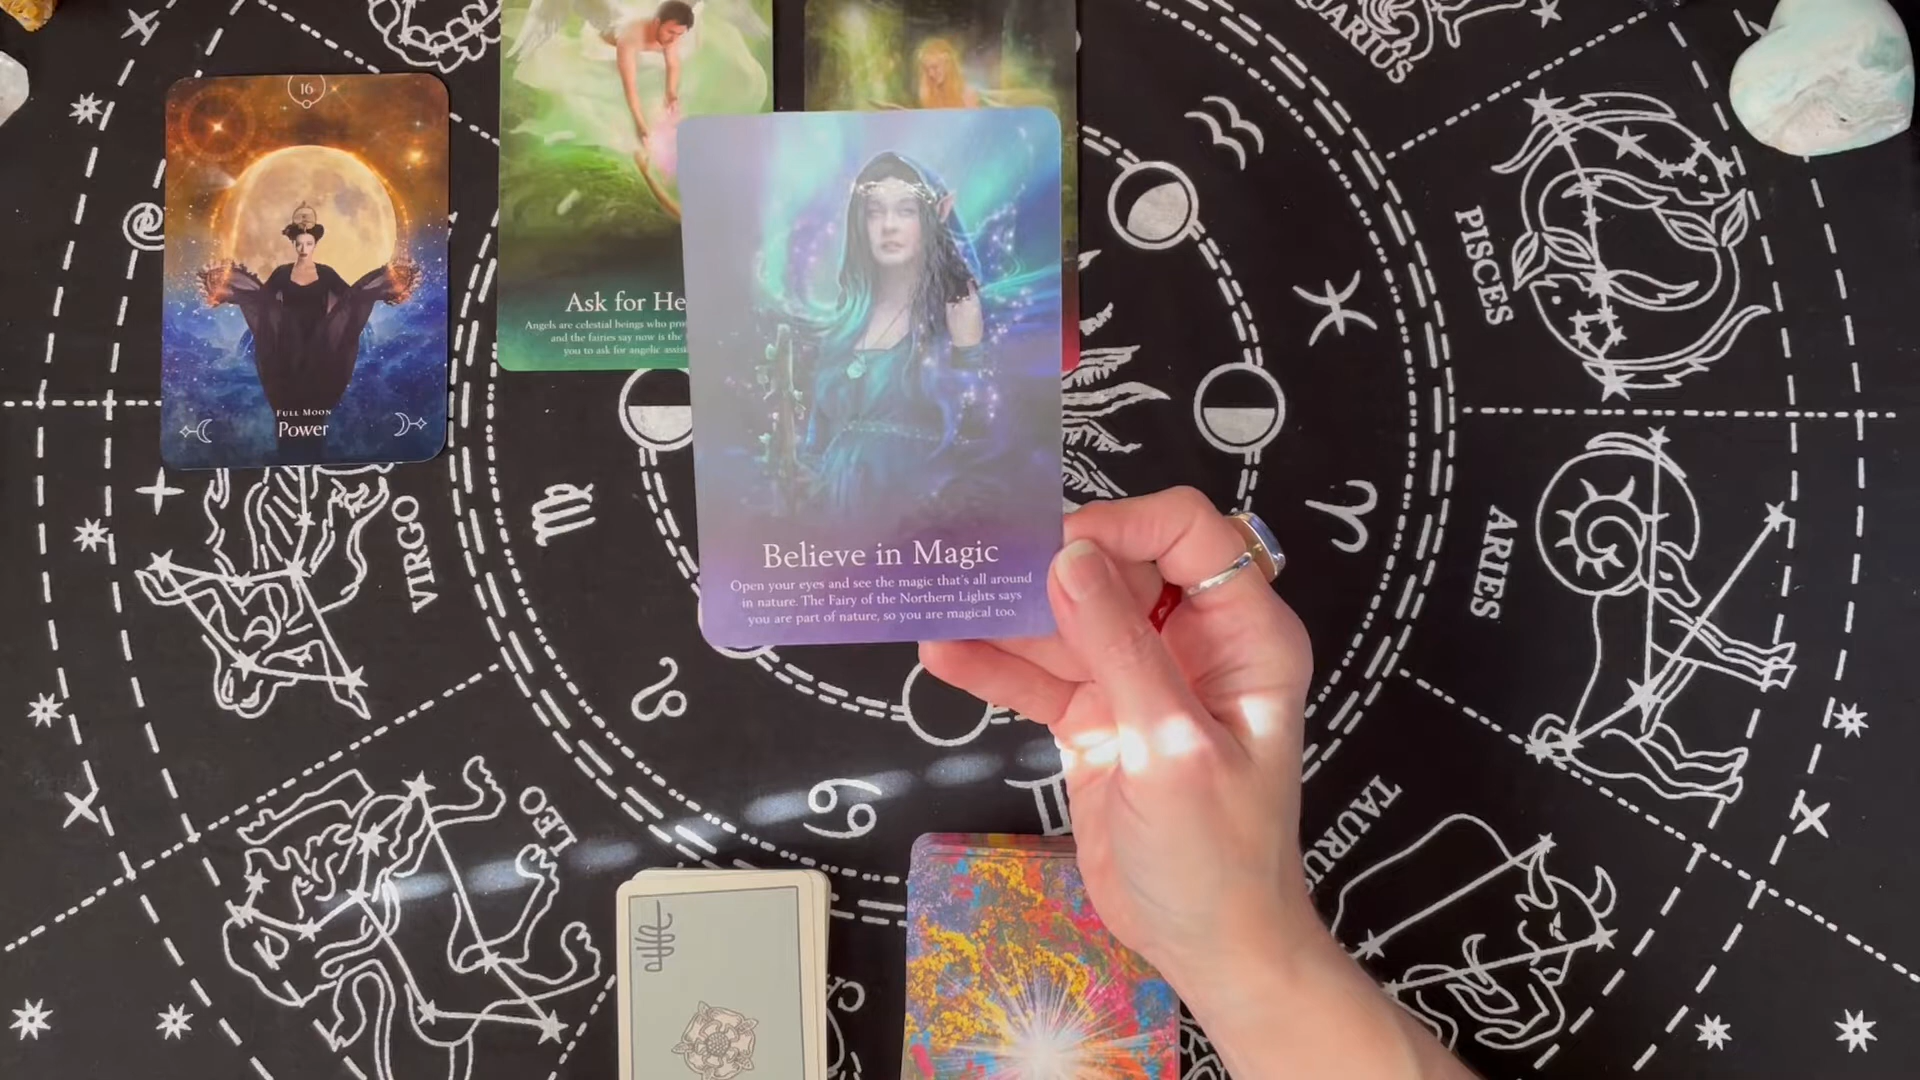 16
FULL MOON
Power
Ask for He
Angels are celestial beings who pro
and the fairies say now is the
you to ask for angelic assist
Believe in Magic
Open your eyes and see the magic that's all around
in nature. The Fairy of the Northern Lights says
you are part of nature, so you are magical too.
VIRGO
LEO
CA
UARIUS
PISCES
ARIES
TAURUS